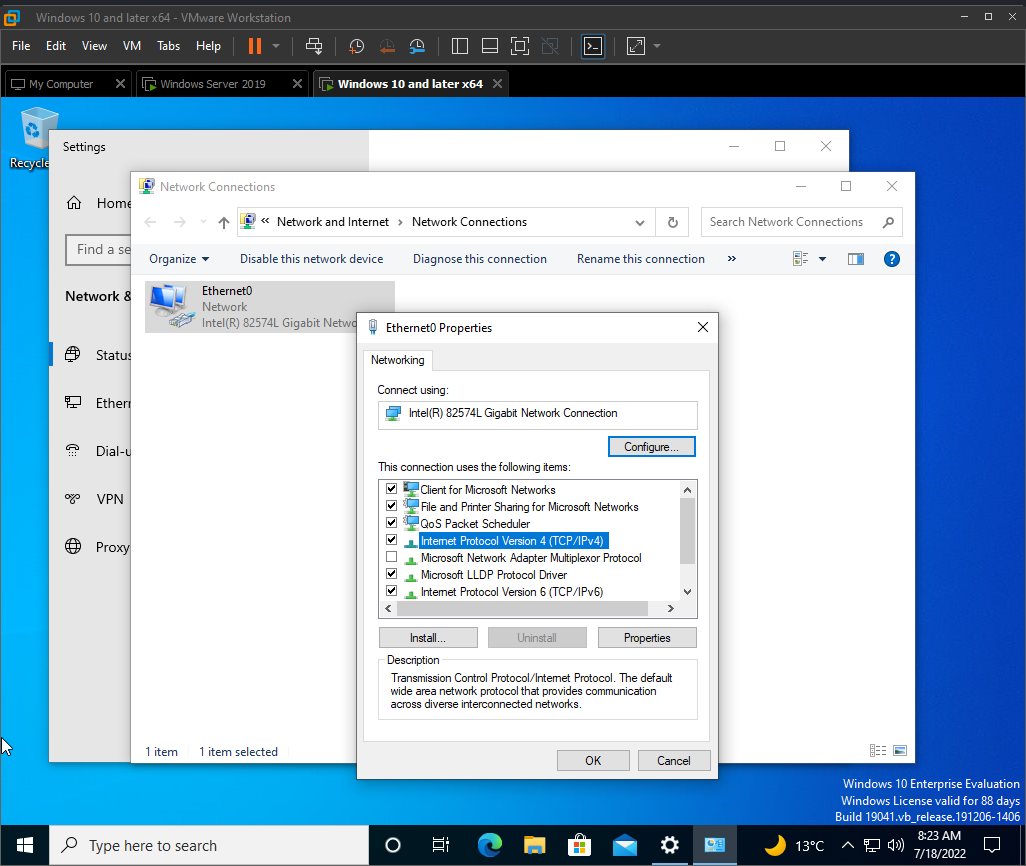 Windows 10 and later x64 - VMware Workstation
File Edit View VM Tabs Help
My Computer Windows Server 2019 Windows 10 and later x64
Recycle
Settings
Home
Find a se
Network &
Status
Ethern
Dial-u
VPN
Proxy
Network Connections
« Network and Internet › Network Connections
Search Network Connections
Organize Disable this network device Diagnose this connection Rename this connection »
Ethernet0
Network
Intel(R) 82574L Gigabit Netwo
Ethernet0 Properties
Networking
Connect using:
Intel(R) 82574L Gigabit Network Connection
Configure...
This connection uses the following items:
Client for Microsoft Networks
File and Printer Sharing for Microsoft Networks
QoS Packet Scheduler
Internet Protocol Version 4 (TCP/IPv4)
Microsoft Network Adapter Multiplexor Protocol
Microsoft LLDP Protocol Driver
Internet Protocol Version 6 (TCP/IPv6)
Install... Uninstall Properties
Description
Transmission Control Protocol/Internet Protocol. The default
wide area network protocol that provides communication
across diverse interconnected networks.
OK Cancel
1 item 1 item selected
Windows 10 Enterprise Evaluation
Windows License valid for 88 days
Build 19041.vb_release.191206-1406
Type here to search
13°C
8:23 AM
7/18/2022